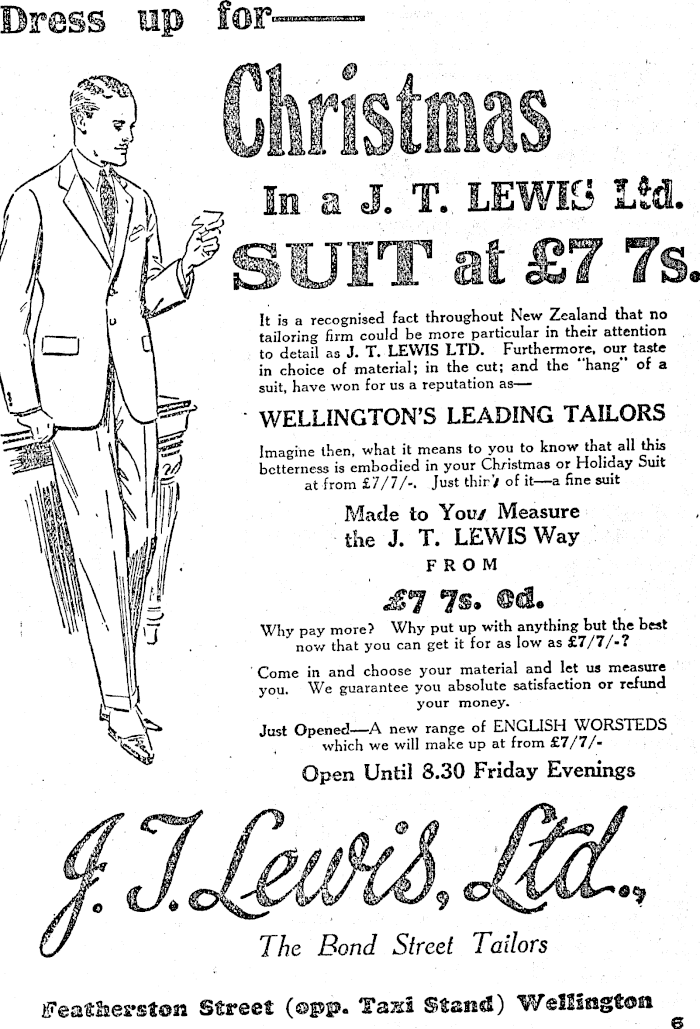 Dress up for—
Christmas
In a J. T. LEWIS Ltd.
SUIT at £7 7s.
It is a recognised fact throughout New Zealand that no
tailoring firm could be more particular in their attention
to detail as J. T. LEWIS LTD. Furthermore, our taste
in choice of material; in the cut; and the "hang" of a
suit, have won for us a reputation as—
WELLINGTON'S LEADING TAILORS
Imagine then, what it means to you to know that all this
betterness is embodied in your Christmas or Holiday Suit
at from £7/7/-. Just think of it—a fine suit
Made to Your Measure
the J. T. LEWIS Way
FROM
£7 7s. 0d.
Why pay more? Why put up with anything but the best
now that you can get it for as low as £7/7/-?
Come in and choose your material and let us measure
you. We guarantee you absolute satisfaction or refund
your money.
Just Opened—A new range of ENGLISH WORSTEDS
which we will make up at from £7/7/-
Open Until 8.30 Friday Evenings
J. T. Lewis, Ltd.,
The Bond Street Tailors
Featherston Street (opp. Taxi Stand) Wellington
6